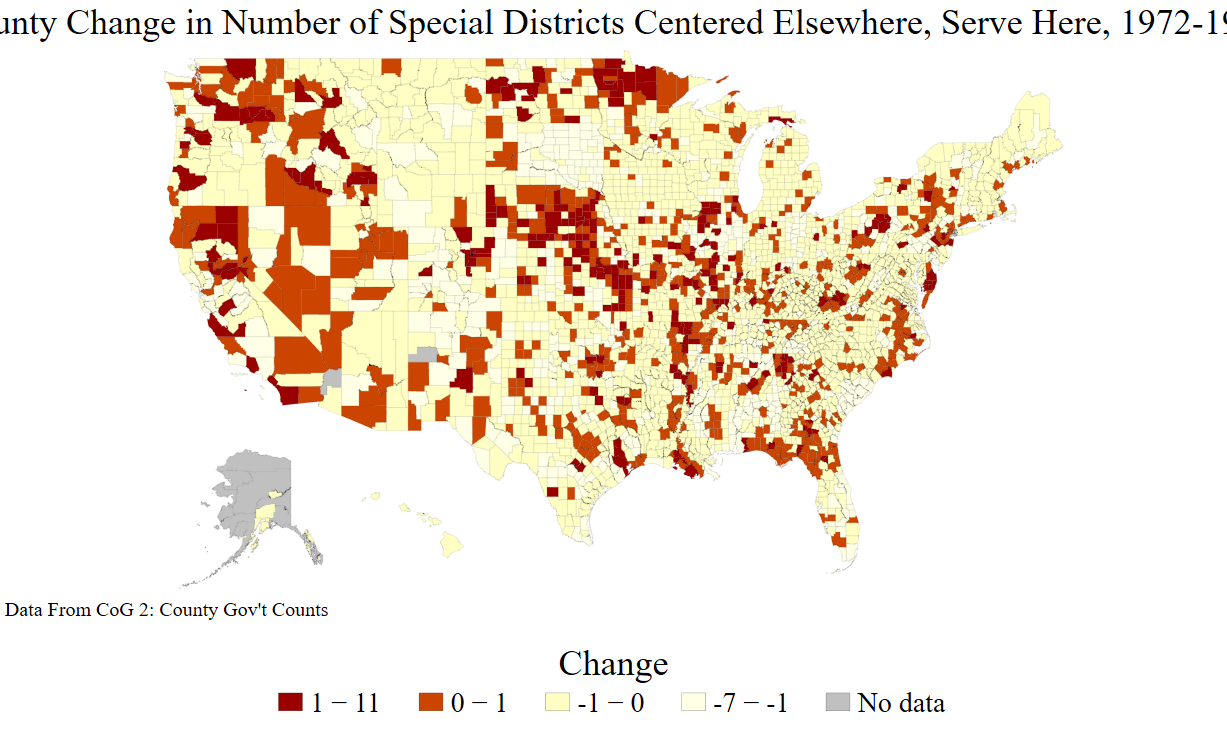 unty Change in Number of Special Districts Centered Elsewhere, Serve Here, 1972-19
Data From CoG 2: County Gov't Counts
Change
1 – 11 0 – 1 -1 – 0 -7 – -1 No data